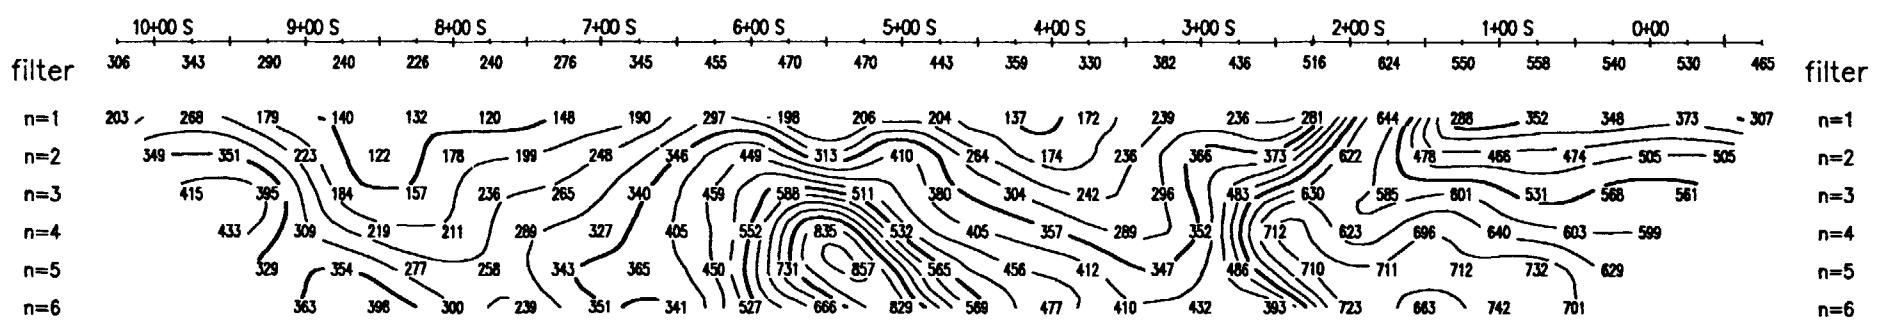 10+00 S 9+00 S 8+00 S 7+00 S 6+00 S 5+00 S 4+00 S 3+00 S 2+00 S 1+00 S 0+00
filter 306 343 290 240 226 240 276 345 455 470 470 443 359 330 382 436 516 624 550 558 540 530 465 filter
n=1 203 268 179 140 132 120 148 190 297 198 206 204 137 172 239 236 281 644 288 352 348 373 307 n=1
n=2 349 351 223 122 178 199 248 346 449 313 410 264 174 236 366 373 622 478 466 474 505 505 n=2
n=3 415 395 184 157 236 265 340 459 588 511 380 304 242 296 483 630 585 601 531 568 561 n=3
n=4 433 309 219 211 289 327 405 552 835 532 405 357 289 352 712 623 696 640 603 599 n=4
n=5 329 354 277 258 343 365 450 731 857 565 456 412 347 486 710 711 712 732 629 n=5
n=6 363 398 300 239 351 341 527 666 829 569 477 410 432 393 723 663 742 701 n=6